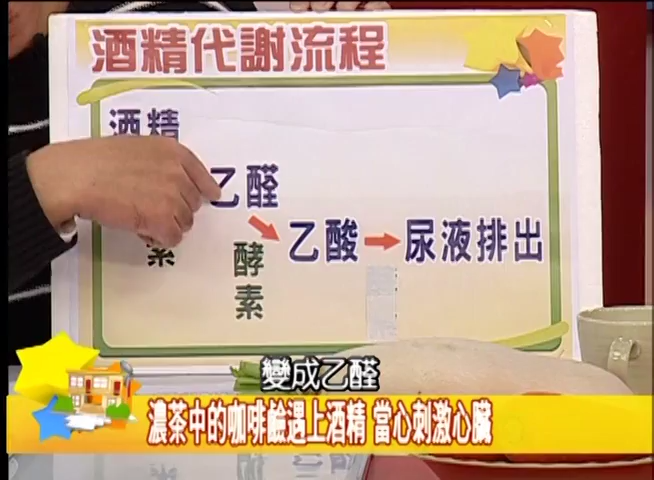 酒精代謝流程
酒精
乙醛
乙酸 → 尿液排出
酵素
素
變成乙醛
濃茶中的咖啡鹼遇上酒精 當心刺激心臟